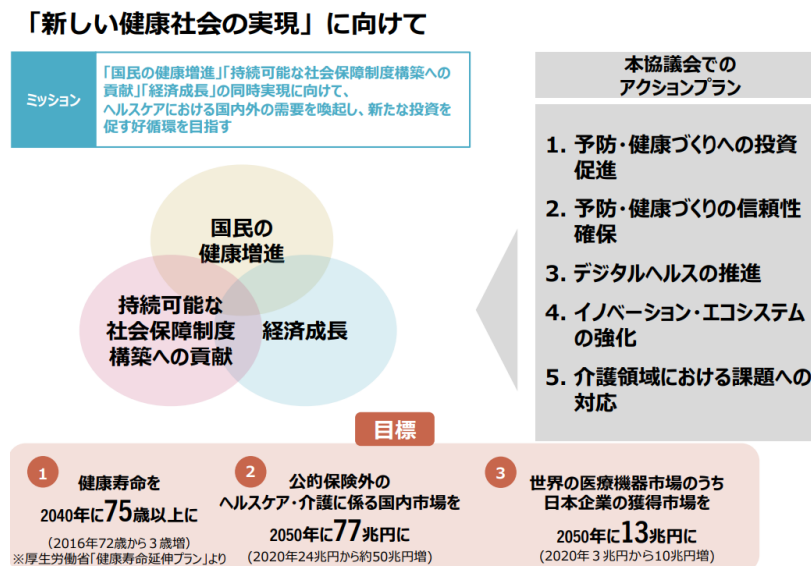 「新しい健康社会の実現」に向けて
ミッション
「国民の健康増進」「持続可能な社会保障制度構築への
貢献」「経済成長」の同時実現に向けて、
ヘルスケアにおける国内外の需要を喚起し、新たな投資を
促す好循環を目指す
国民の
健康増進
持続可能な
社会保障制度
構築への貢献
経済成長
本協議会での
アクションプラン
1. 予防・健康づくりへの投資
促進
2. 予防・健康づくりの信頼性
確保
3. デジタルヘルスの推進
4. イノベーション・エコシステム
の強化
5. 介護領域における課題への
対応
目標
1
健康寿命を
2040年に75歳以上に
（2016年72歳から３歳増）
※厚生労働省「健康寿命延伸プラン」より
2
公的保険外の
ヘルスケア・介護に係る国内市場を
2050年に77兆円に
（2020年24兆円から約50兆円増）
3
世界の医療機器市場のうち
日本企業の獲得市場を
2050年に13兆円に
（2020年３兆円から10兆円増）